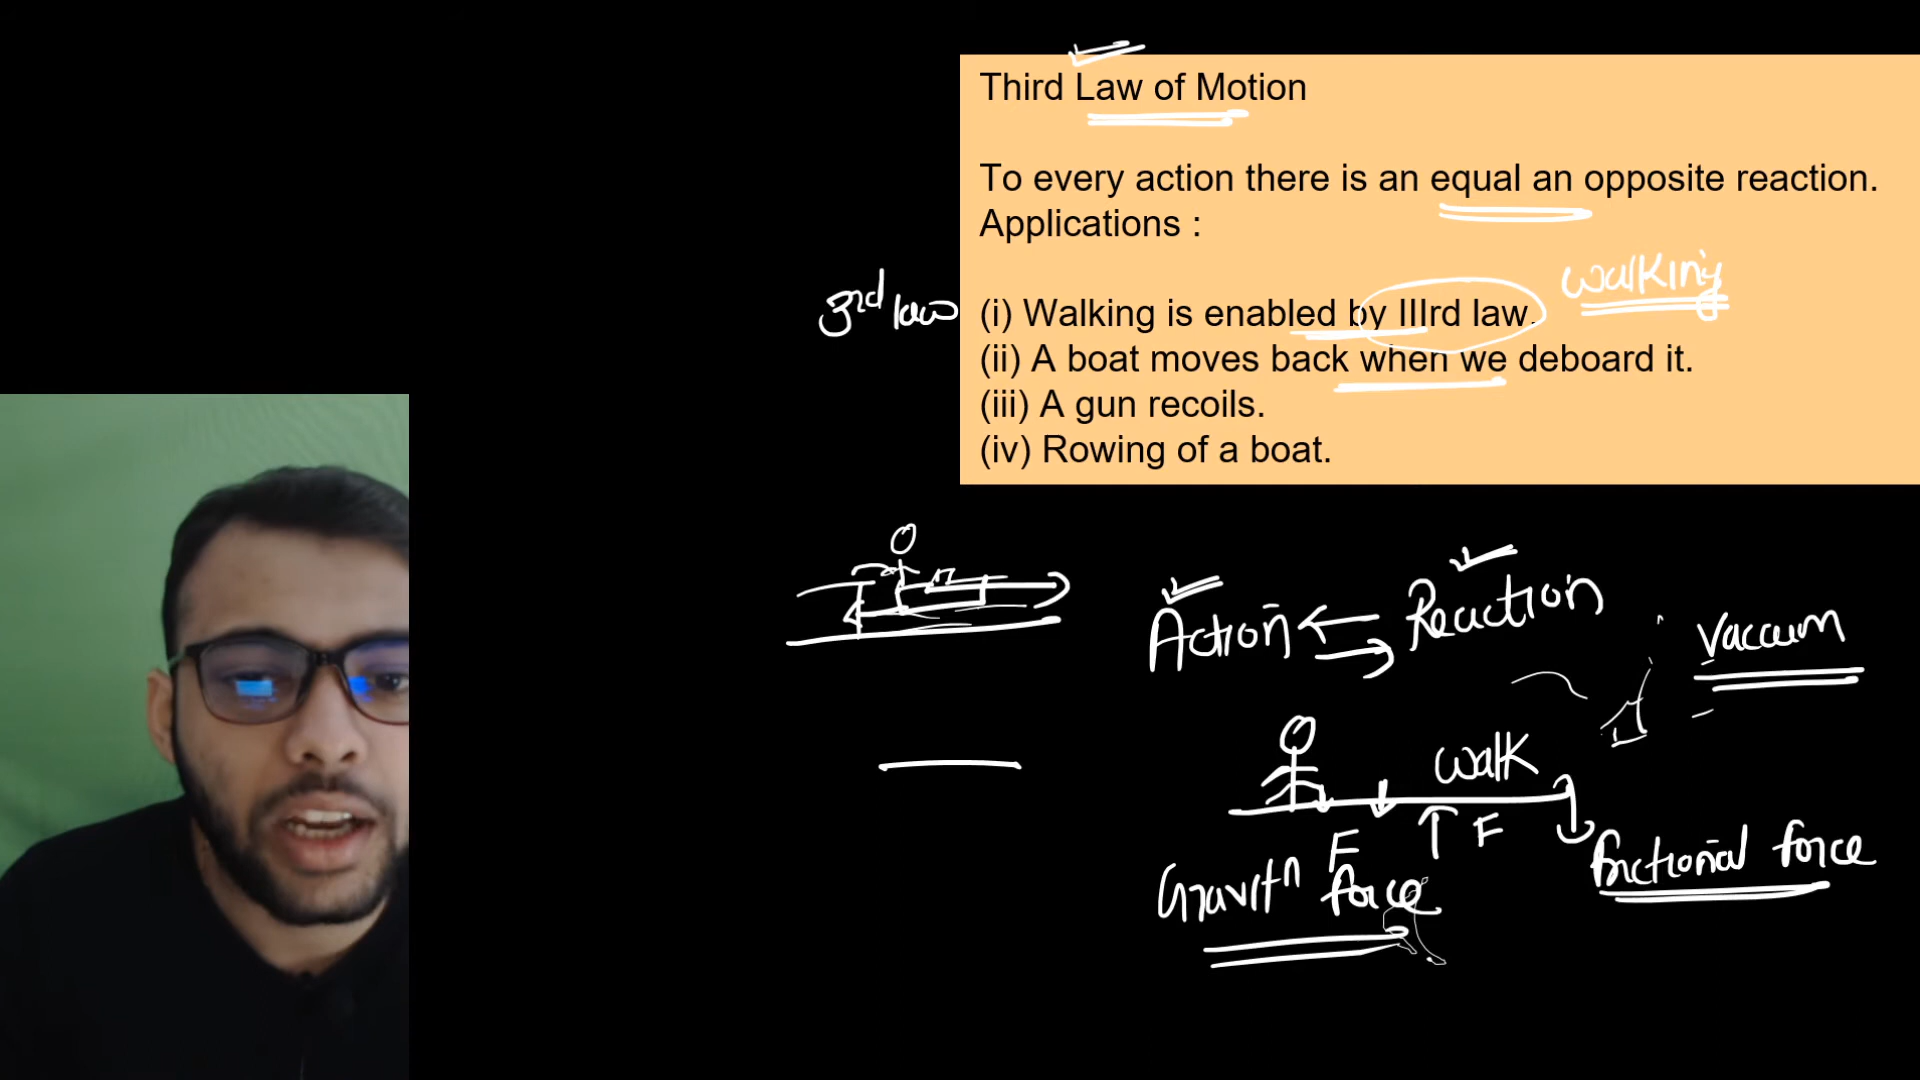 Third Law of Motion
To every action there is an equal an opposite reaction.
Applications :
walking
3rd law
(i) Walking is enabled by IIIrd law.
(ii) A boat moves back when we deboard it.
(iii) A gun recoils.
(iv) Rowing of a boat.
Action
Reaction
Vaccum
walk
F
F
frictional force
force